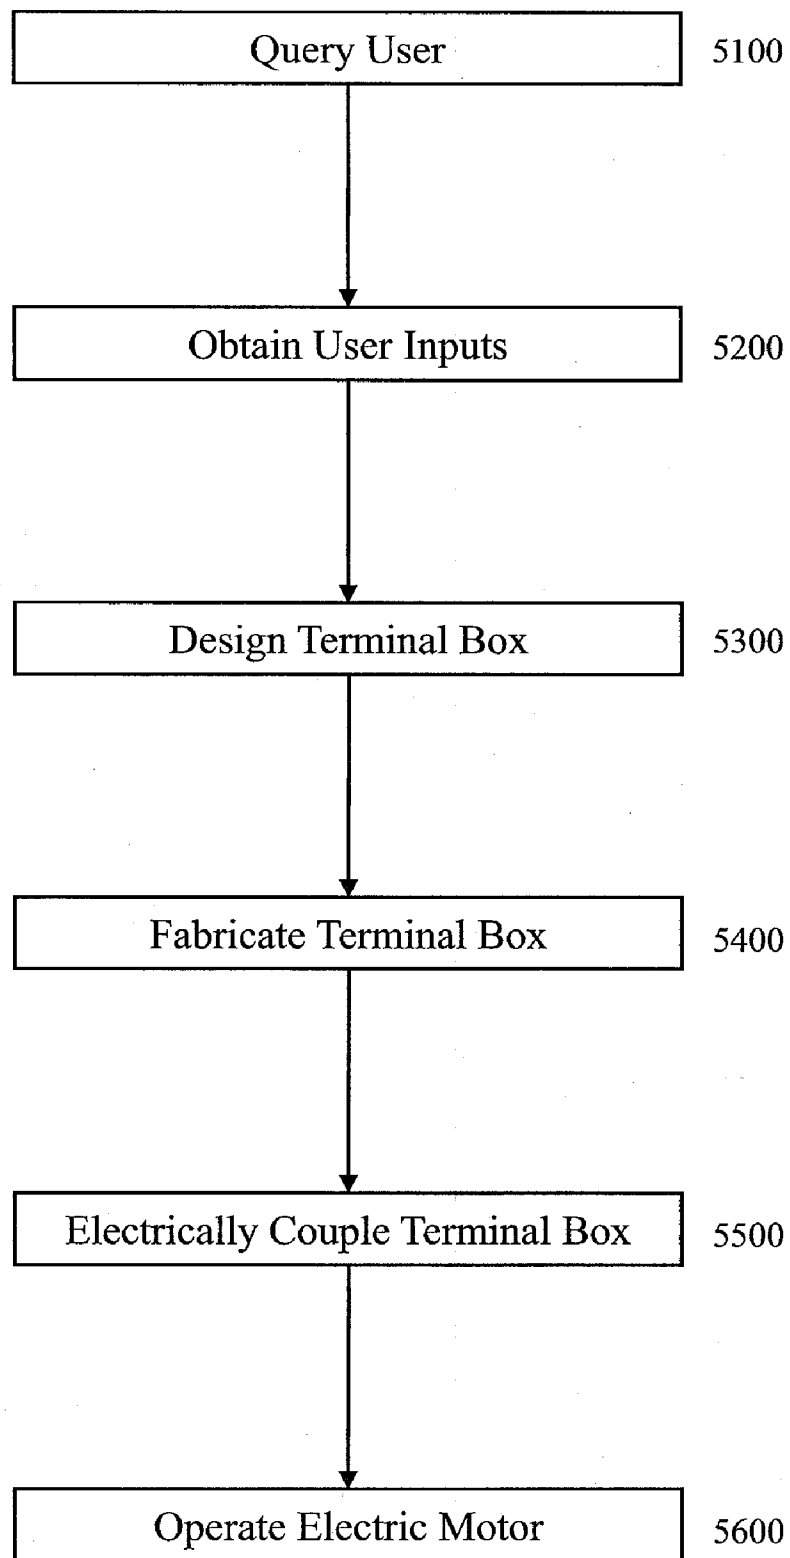 Query User 5100
Obtain User Inputs 5200
Design Terminal Box 5300
Fabricate Terminal Box 5400
Electrically Couple Terminal Box 5500
Operate Electric Motor 5600